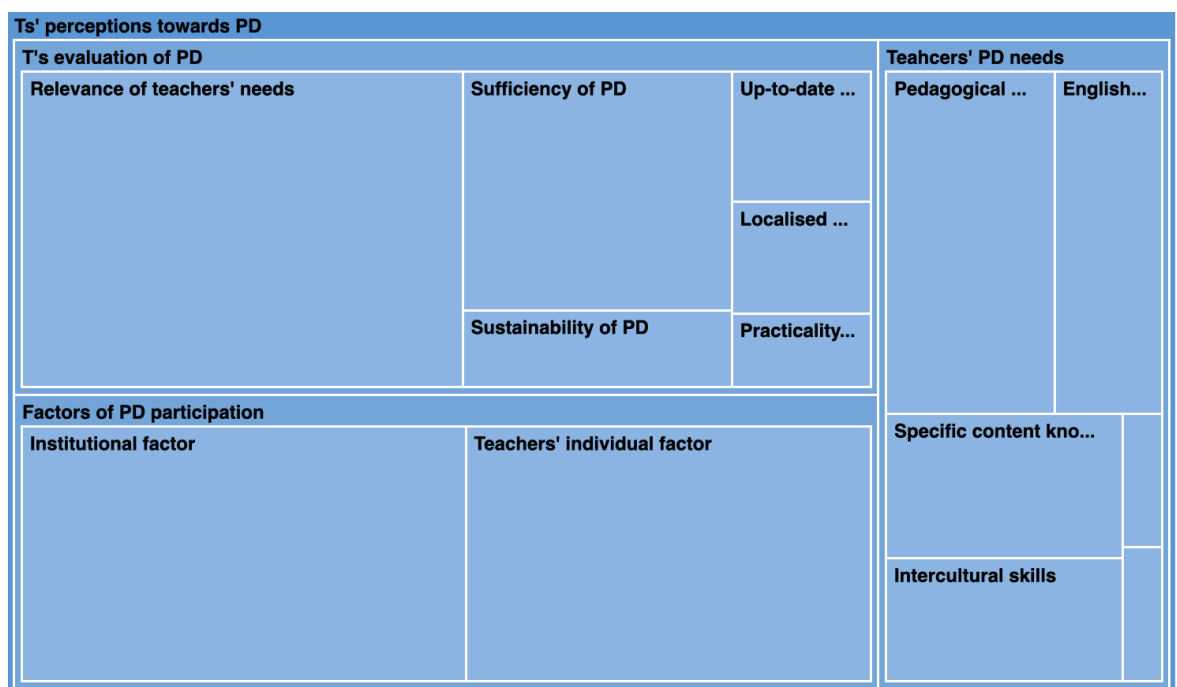 Ts' perceptions towards PD
T's evaluation of PD
Relevance of teachers' needs
Sufficiency of PD
Up-to-date ...
Localised ...
Sustainability of PD
Practicality...
Factors of PD participation
Institutional factor
Teachers' individual factor
Teahcers' PD needs
Pedagogical ...
English...
Specific content kno...
Intercultural skills